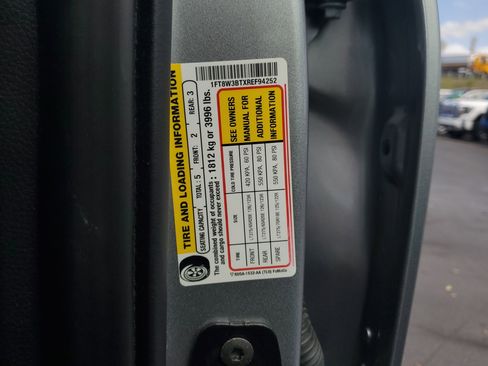 1FT8W3BTXREF94252
TIRE AND LOADING INFORMATION
SEATING CAPACITY TOTAL : 5 FRONT: 2 REAR: 3
The combined weight of occupants and cargo should never exceed : 1812 kg or 3996 lbs.
TIRE SIZE COLD TIRE PRESSURE SEE OWNERS
FRONT 420 KPA, 60 PSI MANUAL FOR
REAR 550 KPA, 80 PSI ADDITIONAL
SPARE 550 KPA, 80 PSI INFORMATION